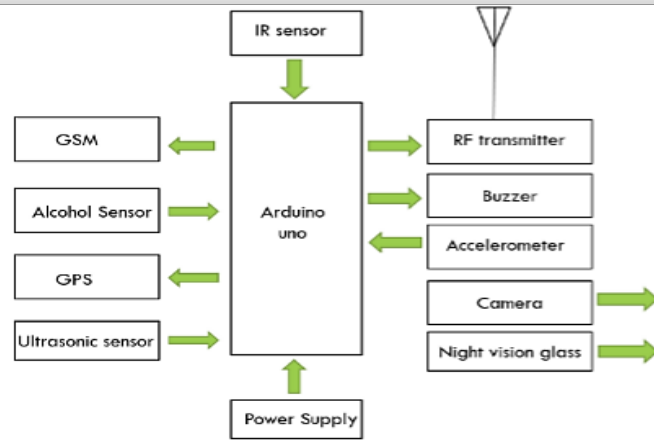 IR sensor
GSM
Alcohol Sensor
GPS
Ultrasonic sensor
Arduino
uno
RF transmitter
Buzzer
Accelerometer
Camera
Night vision glass
Power Supply